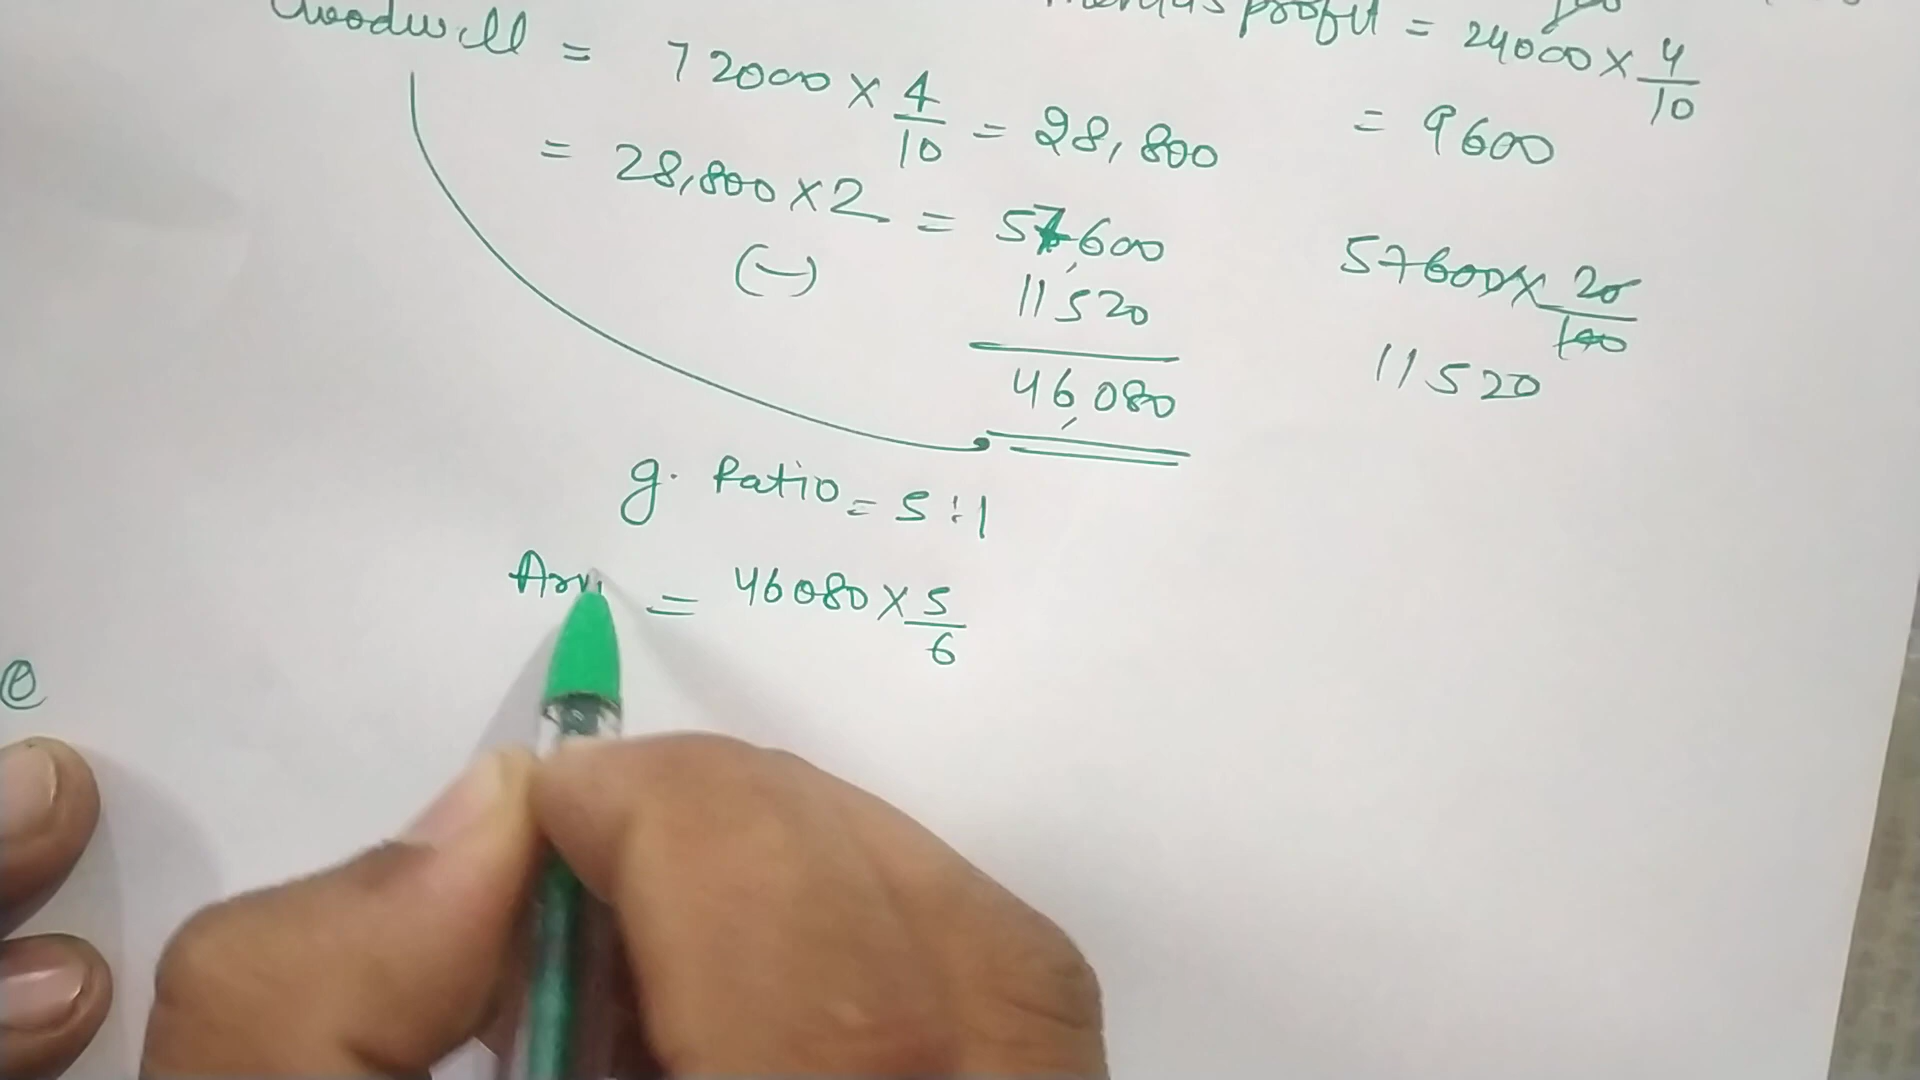 Goodwill = 72000 × 4/10 = 28,800
= 28,800 × 2 = 57,600
(-) 11520
46,080
profit = 24000 × 4/10
= 9600
57600 × 20/100
11520
g. Ratio = 5:1
= 46080 × 5/6